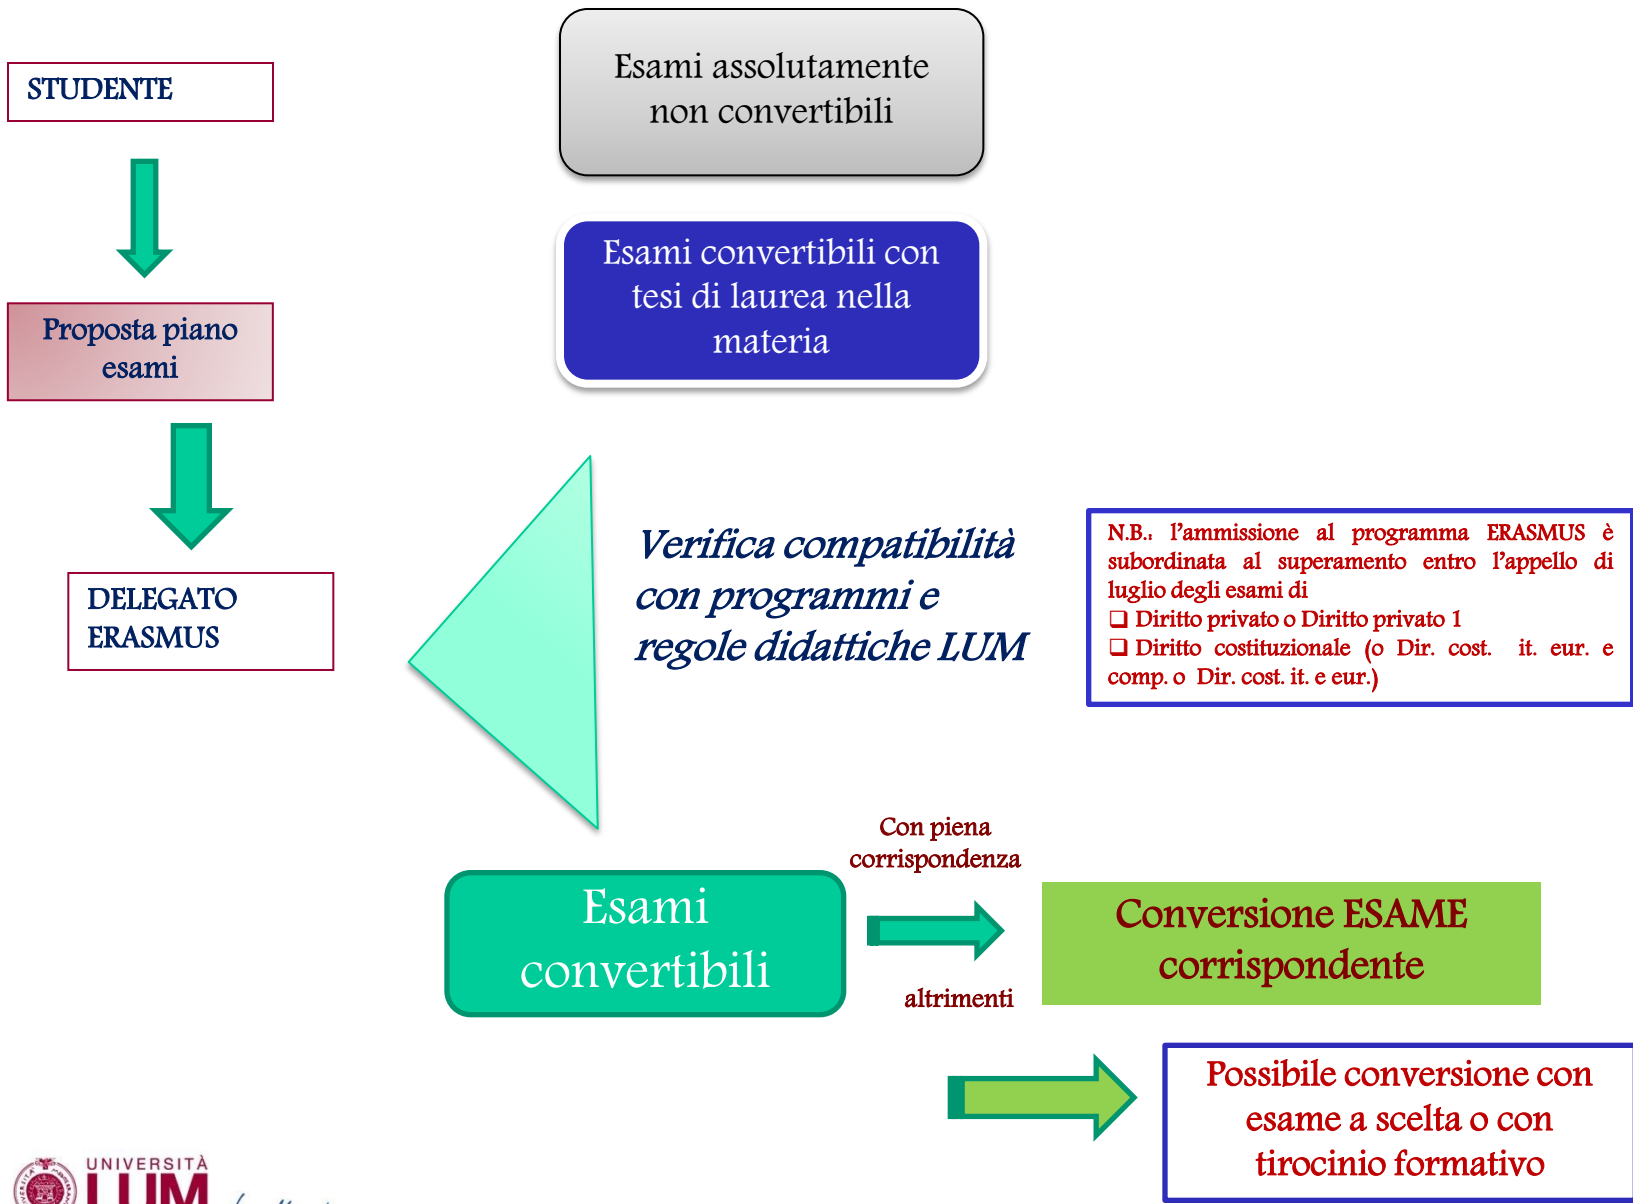 STUDENTE
Proposta piano
esami
DELEGATO
ERASMUS
Esami assolutamente
non convertibili
Esami convertibili con
tesi di laurea nella
materia
Verifica compatibilità
con programmi e
regole didattiche LUM
N.B.: l'ammissione al programma ERASMUS è
subordinata al superamento entro l'appello di
luglio degli esami di
❑ Diritto privato o Diritto privato 1
❑ Diritto costituzionale (o Dir. cost. it. eur. e
comp. o Dir. cost. it. e eur.)
Esami
convertibili
Con piena
corrispondenza
altrimenti
Conversione ESAME
corrispondente
Possibile conversione con
esame a scelta o con
tirocinio formativo
UNIVERSITÀ
LUM